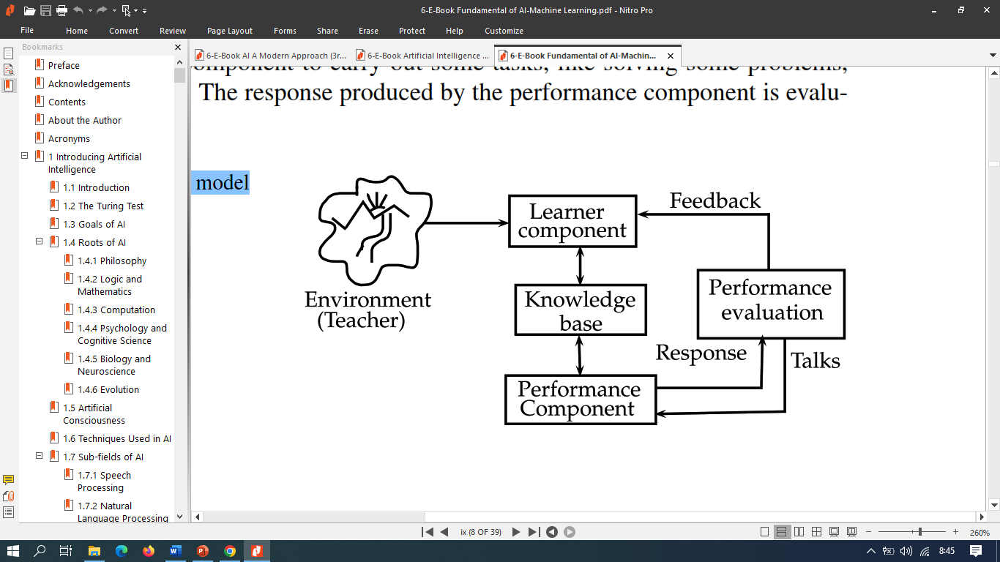 6-E-Book Fundamental of AI-Machine Learning.pdf - Nitro Pro
File Home Convert Review Page Layout Forms Share Erase Protect Help Customize
Bookmarks
6-E-Book AI A Modern Approach (3r...
6-E-Book Artificial Intelligence ...
6-E-Book Fundamental of AI-Machin...
Preface
Acknowledgements
Contents
About the Author
Acronyms
1 Introducing Artificial
Intelligence
1.1 Introduction
1.2 The Turing Test
1.3 Goals of AI
1.4 Roots of AI
1.4.1 Philosophy
1.4.2 Logic and
Mathematics
1.4.3 Computation
1.4.4 Psychology and
Cognitive Science
1.4.5 Biology and
Neuroscience
1.4.6 Evolution
1.5 Artificial
Consciousness
1.6 Techniques Used in AI
1.7 Sub-fields of AI
1.7.1 Speech
Processing
1.7.2 Natural
Language Processing
omponent to carry out some tasks, like solving some problems,
The response produced by the performance component is evalu-
model
Environment
(Teacher)
Learner
component
Feedback
Knowledge
base
Performance
evaluation
Response
Talks
Performance
Component
ix (8 OF 39)
260%
8:45